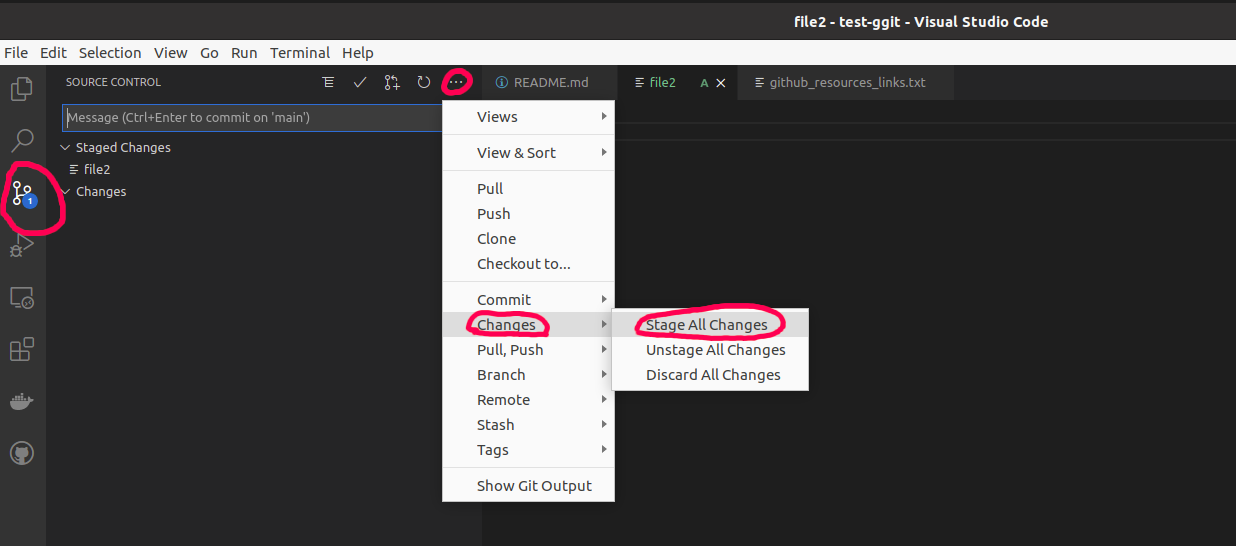 file2 - test-ggit - Visual Studio Code
File Edit Selection View Go Run Terminal Help
SOURCE CONTROL
README.md
file2 A
github_resources_links.txt
Message (Ctrl+Enter to commit on 'main')
Staged Changes
file2
Changes
1
Views
View & Sort
Pull
Push
Clone
Checkout to...
Commit
Changes
Pull, Push
Branch
Remote
Stash
Tags
Show Git Output
Stage All Changes
Unstage All Changes
Discard All Changes